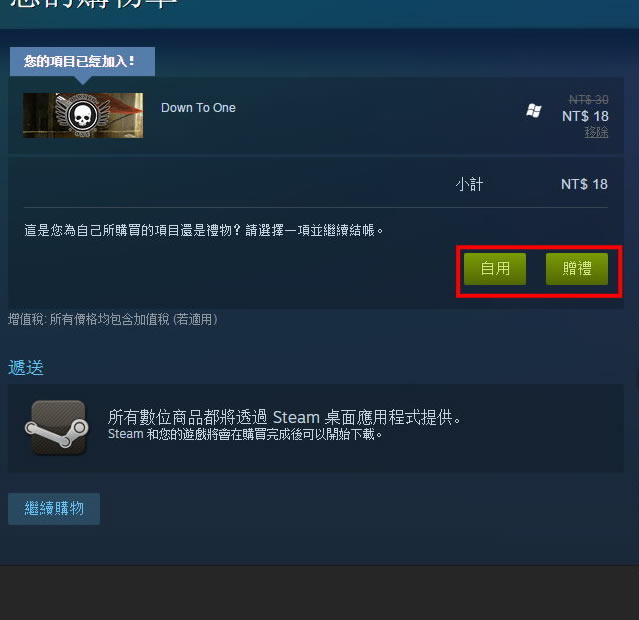 您的購物車
您的項目已經加入！
Down To One
NT$ 30
NT$ 18
移除
小計
NT$ 18
這是您為自己所購買的項目還是禮物？請選擇一項並繼續結帳。
自用
贈禮
增值稅: 所有價格均包含加值稅 (若適用)
遞送
所有數位商品都將透過 Steam 桌面應用程式提供。
Steam 和您的遊戲將會在購買完成後可以開始下載。
繼續購物